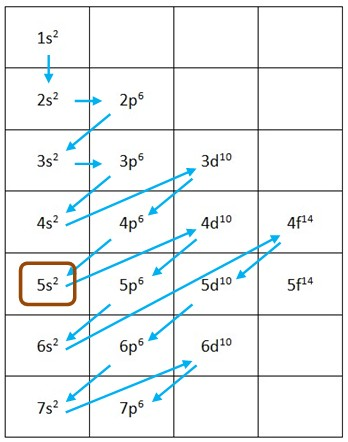 1s²
2s² 2p⁶
3s² 3p⁶ 3d¹⁰
4s² 4p⁶ 4d¹⁰ 4f¹⁴
5s² 5p⁶ 5d¹⁰ 5f¹⁴
6s² 6p⁶ 6d¹⁰
7s² 7p⁶